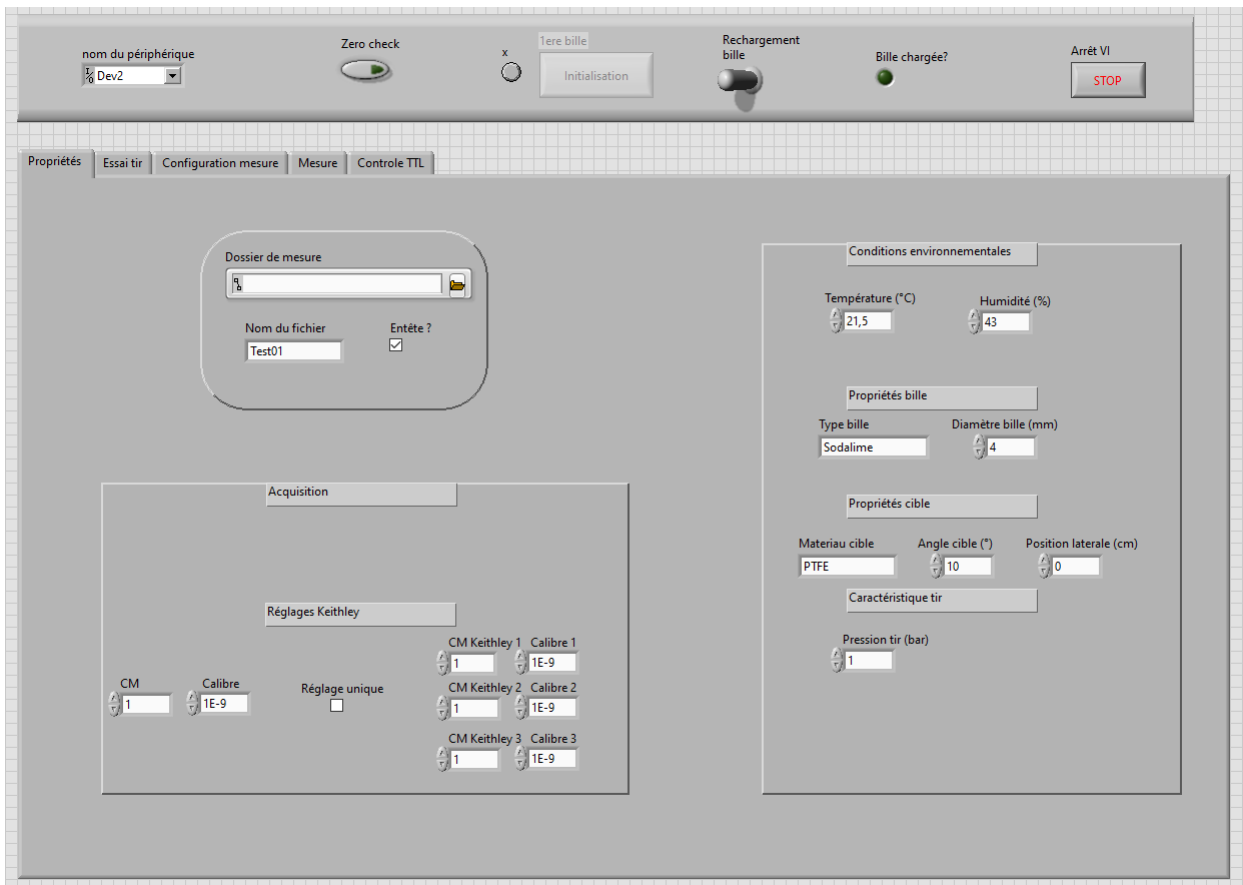 nom du périphérique
Dev2
Zero check
x
1ere bille
Initialisation
Rechargement
bille
Bille chargée?
Arrêt VI
STOP
Propriétés
Essai tir
Configuration mesure
Mesure
Controle TTL
Dossier de mesure
Nom du fichier
Test01
Entéte ?
Acquisition
Réglages Keithley
CM
1
Calibre
1E-9
Réglage unique
CM Keithley 1 Calibre 1
1 1E-9
CM Keithley 2 Calibre 2
1 1E-9
CM Keithley 3 Calibre 3
1 1E-9
Conditions environnementales
Température (°C)
21,5
Humidité (%)
43
Propriétés bille
Type bille
Sodalime
Diamètre bille (mm)
4
Propriétés cible
Materiau cible
PTFE
Angle cible (°)
10
Position laterale (cm)
0
Caractéristique tir
Pression tir (bar)
1